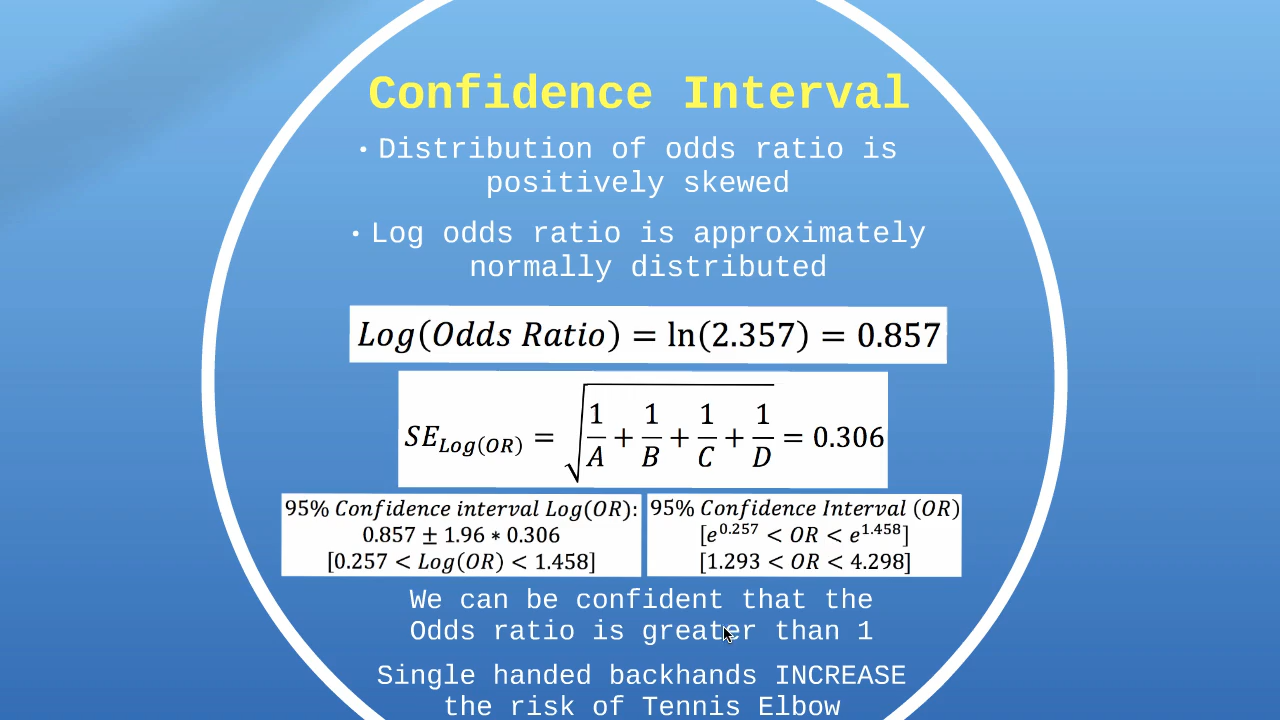 Confidence Interval
• Distribution of odds ratio is
positively skewed
• Log odds ratio is approximately
normally distributed
Log(Odds Ratio) = ln(2.357) = 0.857
SE_{Log(OR)} = √(1/A + 1/B + 1/C + 1/D) = 0.306
95% Confidence interval Log(OR):
0.857 ± 1.96 ∗ 0.306
[0.257 < Log(OR) < 1.458]
95% Confidence Interval (OR)
[e^{0.257} < OR < e^{1.458}]
[1.293 < OR < 4.298]
We can be confident that the
Odds ratio is greater than 1
Single handed backhands INCREASE
the risk of Tennis Elbow